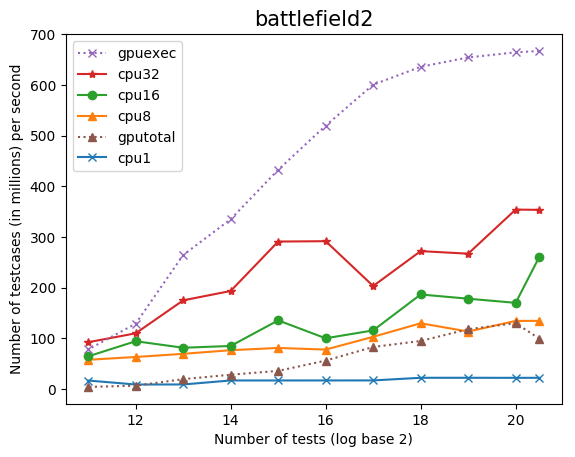 battlefield2
Number of testcases (in millions) per second
700
600
500
400
300
200
100
0
gpuexec
cpu32
cpu16
cpu8
gputotal
cpu1
12 14 16 18 20
Number of tests (log base 2)